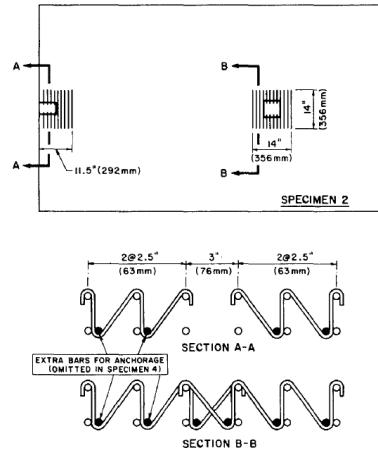 A
B
14"
(356mm)
A
11.5"(292mm)
B
14"
(356mm)
SPECIMEN 2
2@2.5"
(63mm)
3"
(76mm)
2@2.5"
(63mm)
SECTION A-A
EXTRA BARS FOR ANCHORAGE
(OMITTED IN SPECIMEN 4)
SECTION B-B